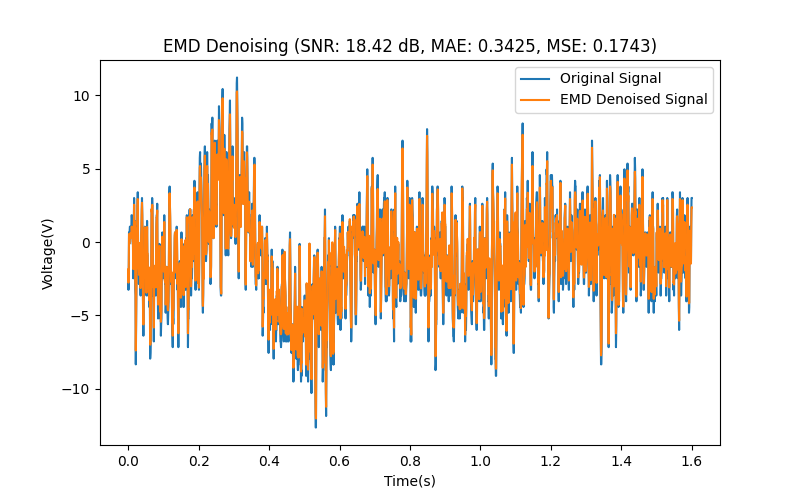 EMD Denoising (SNR: 18.42 dB, MAE: 0.3425, MSE: 0.1743)
Original Signal
EMD Denoised Signal
10
5
0
−5
−10
Voltage(V)
0.0 0.2 0.4 0.6 0.8 1.0 1.2 1.4 1.6
Time(s)